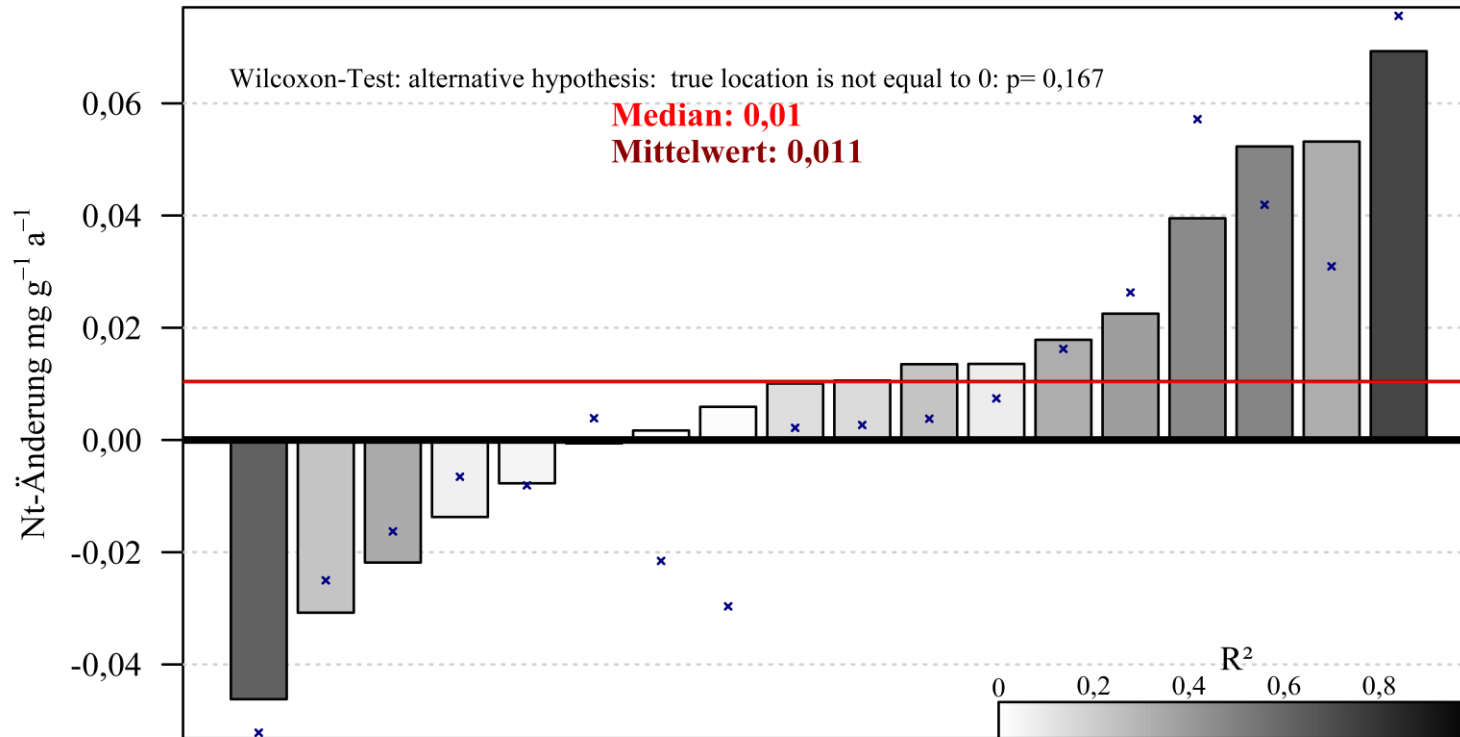 Wilcoxon-Test: alternative hypothesis: true location is not equal to 0: p= 0,167
Median: 0,01
Mittelwert: 0,011
Nt-Änderung mg g⁻¹ a⁻¹
0,06
0,04
0,02
0,00
-0,02
-0,04
R²
0 0,2 0,4 0,6 0,8